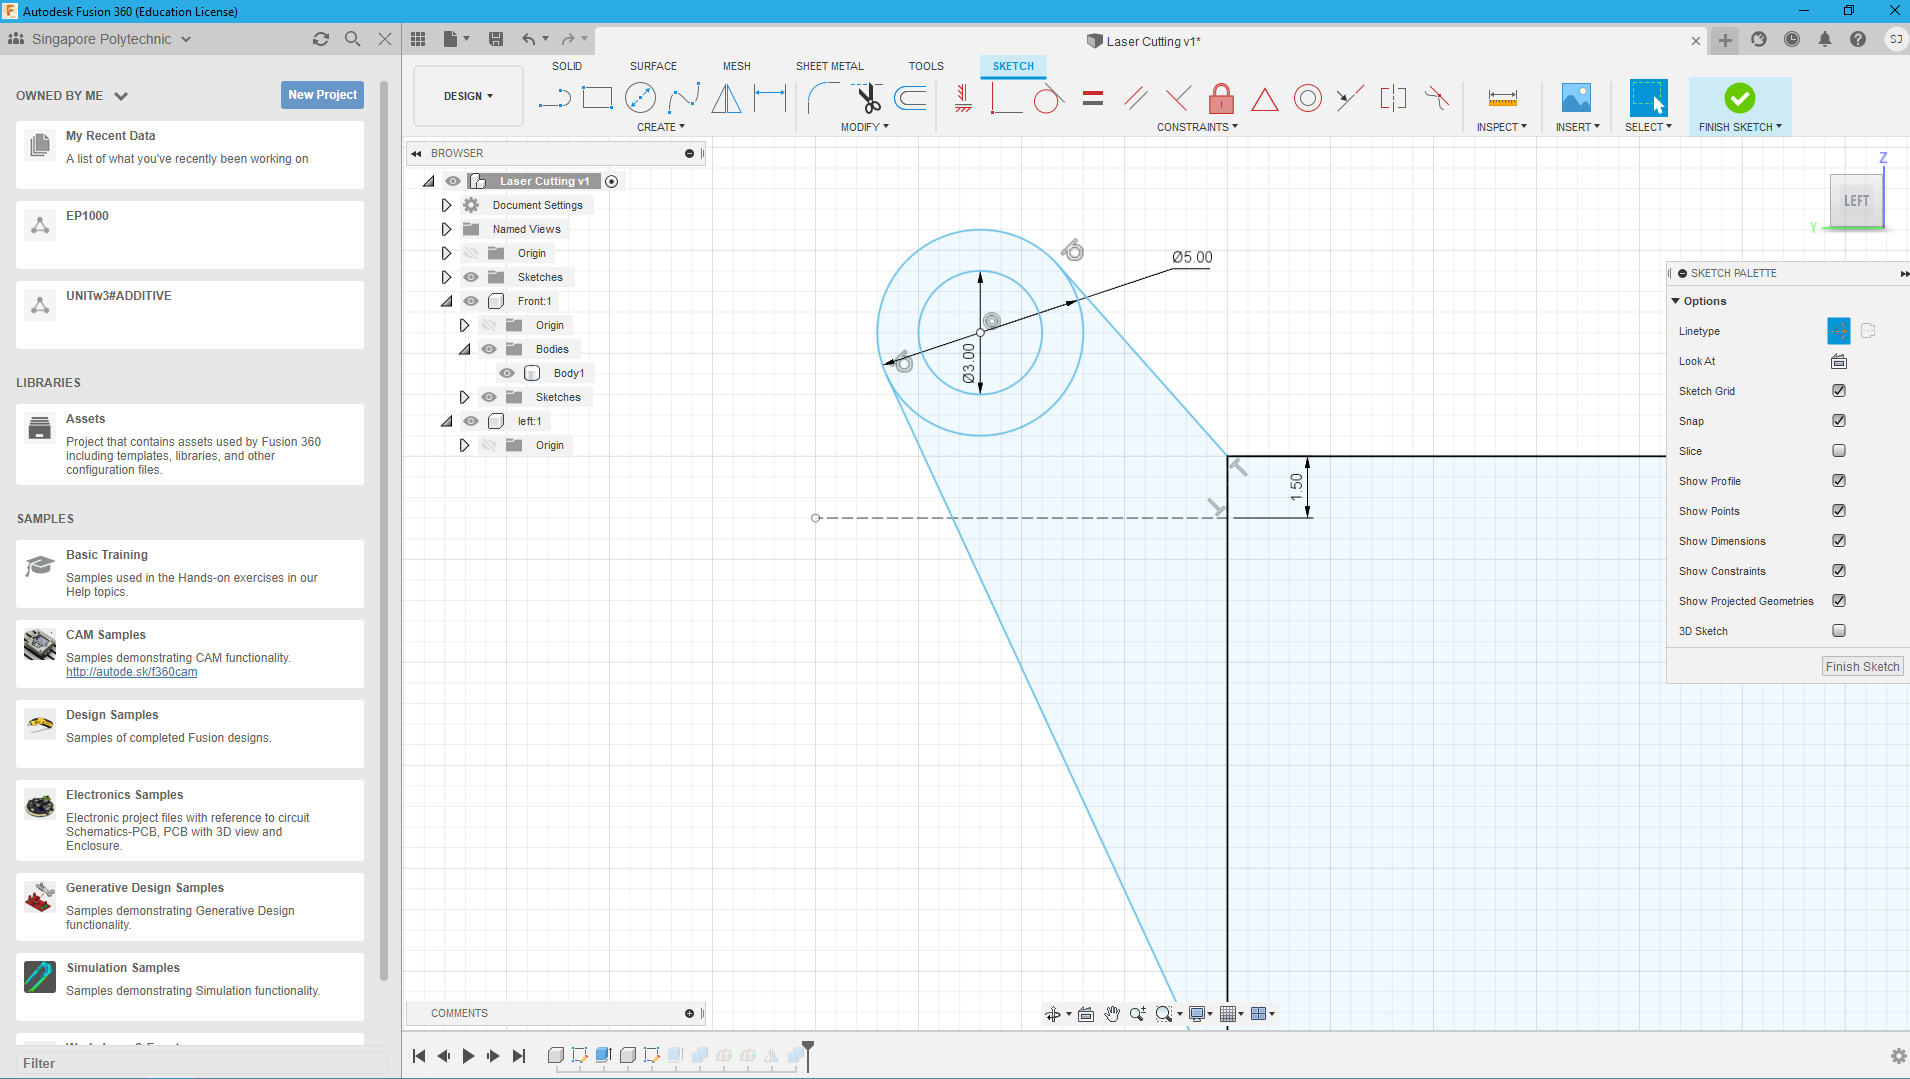 Autodesk Fusion 360 (Education License)
Singapore Polytechnic
Laser Cutting v1*
SJ
OWNED BY ME
New Project
My Recent Data
A list of what you've recently been working on
EP1000
UNITw3#ADDITIVE
LIBRARIES
Assets
Project that contains assets used by Fusion 360
including templates, libraries, and other
configuration files.
SAMPLES
Basic Training
Samples used in the Hands-on exercises in our
Help topics.
CAM Samples
Samples demonstrating CAM functionality.
http://autode.sk/f360cam
Design Samples
Samples of completed Fusion designs.
Electronics Samples
Electronic project files with reference to circuit
Schematics-PCB, PCB with 3D view and
Enclosure.
Generative Design Samples
Samples demonstrating Generative Design
functionality.
Simulation Samples
Samples demonstrating Simulation functionality.
Filter
SOLID SURFACE MESH SHEET METAL TOOLS SKETCH
DESIGN
CREATE MODIFY CONSTRAINTS INSPECT INSERT SELECT FINISH SKETCH
BROWSER
Laser Cutting v1
Document Settings
Named Views
Origin
Sketches
Front:1
Origin
Bodies
Body1
Sketches
left:1
Origin
Ø5.00
Ø3.00
1.50
Z
LEFT
Y
SKETCH PALETTE
Options
Linetype
Look At
Sketch Grid
Snap
Slice
Show Profile
Show Points
Show Dimensions
Show Constraints
Show Projected Geometries
3D Sketch
Finish Sketch
COMMENTS